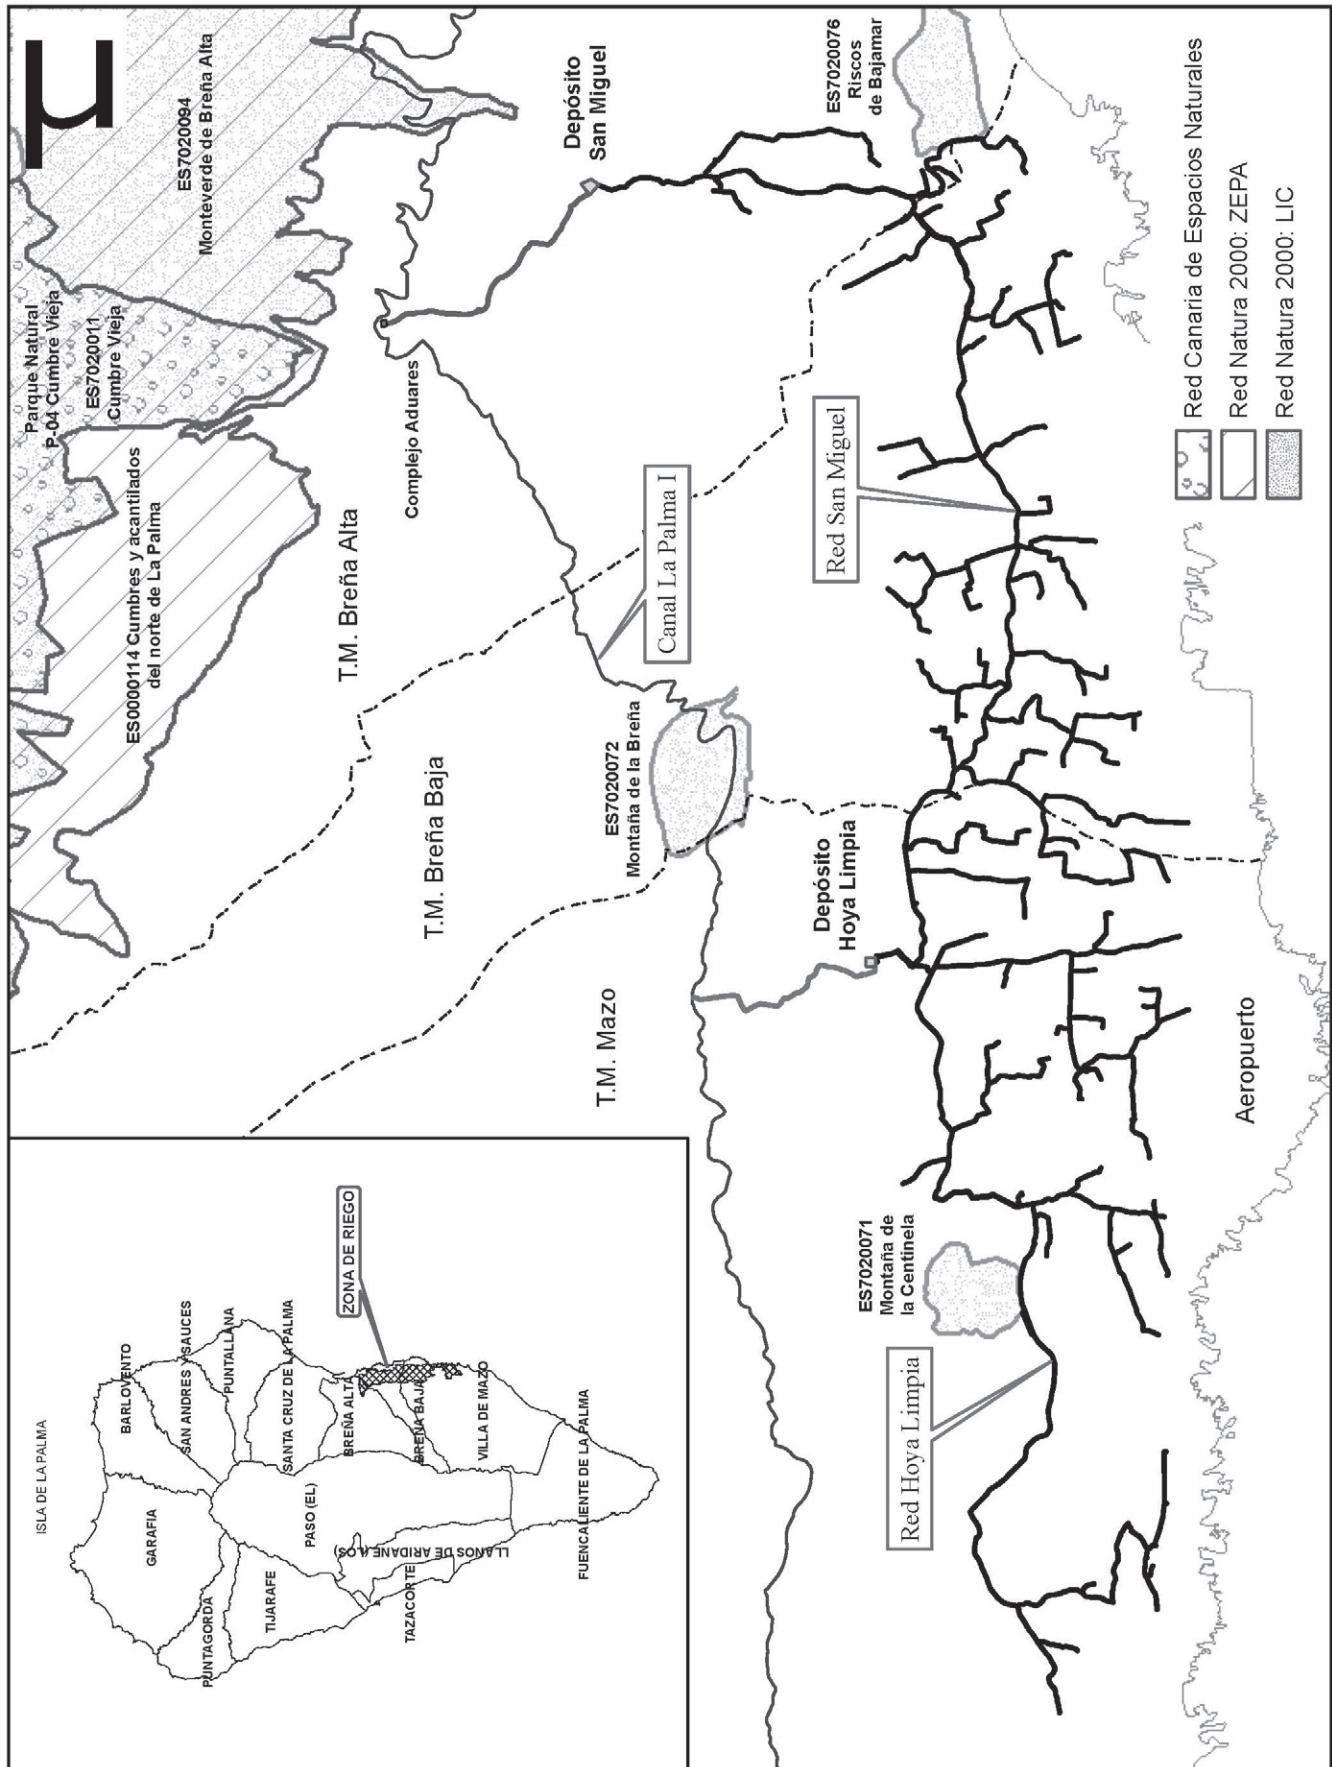 µ
ES7020094
Monteverde de Breña Alta
Parque Natural
P-04 Cumbre Vieja
ES7020011
Cumbre Vieja
ES0000114 Cumbres y acantilados
del norte de La Palma
T.M. Breña Alta
T.M. Breña Baja
T.M. Mazo
Complejo Aduares
Depósito
San Miguel
ES7020076
Riscos
de Bajamar
Canal La Palma I
Red San Miguel
ES7020072
Montaña de la Breña
Depósito
Hoya Limpia
ES7020071
Montaña de
la Centinela
Red Hoya Limpia
Aeropuerto
Red Canaria de Espacios Naturales
Red Natura 2000: ZEPA
Red Natura 2000: LIC
ISLA DE LA PALMA
BARLOVENTO
SAN ANDRES Y SAUCES
PUNTALLANA
SANTA CRUZ DE LA PALMA
GARAFIA
PUNTAGORDA
TIJARAFE
PASO (EL)
BREÑA ALTA
BREÑA BAJA
VILLA DE MAZO
LLANOS DE ARIDANE (LOS)
TAZACORTE
FUENCALIENTE DE LA PALMA
ZONA DE RIEGO